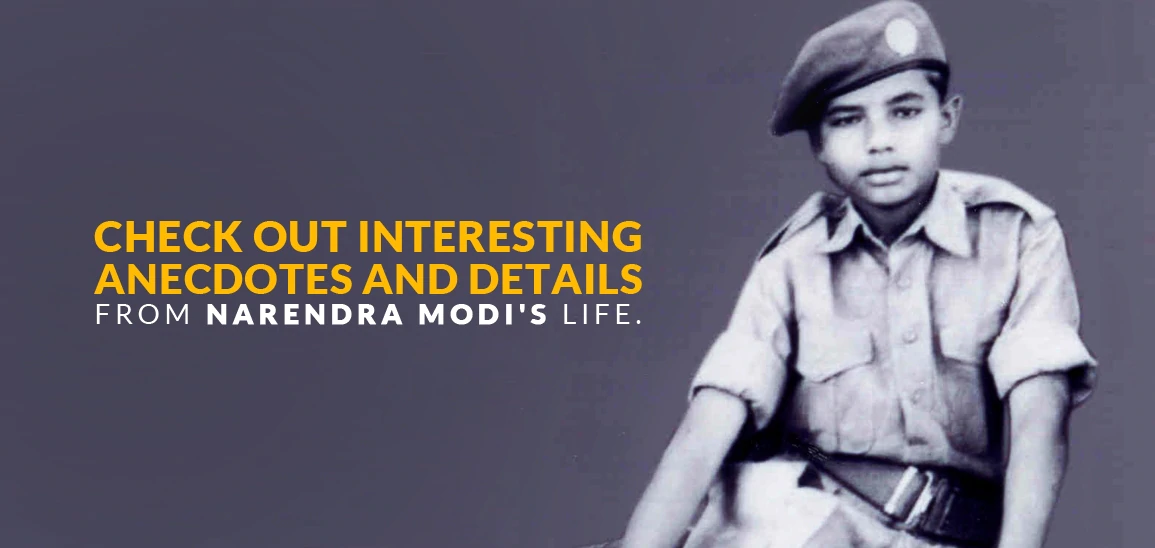 CHECK OUT INTERESTING
ANECDOTES AND DETAILS
FROM NARENDRA MODI'S LIFE.